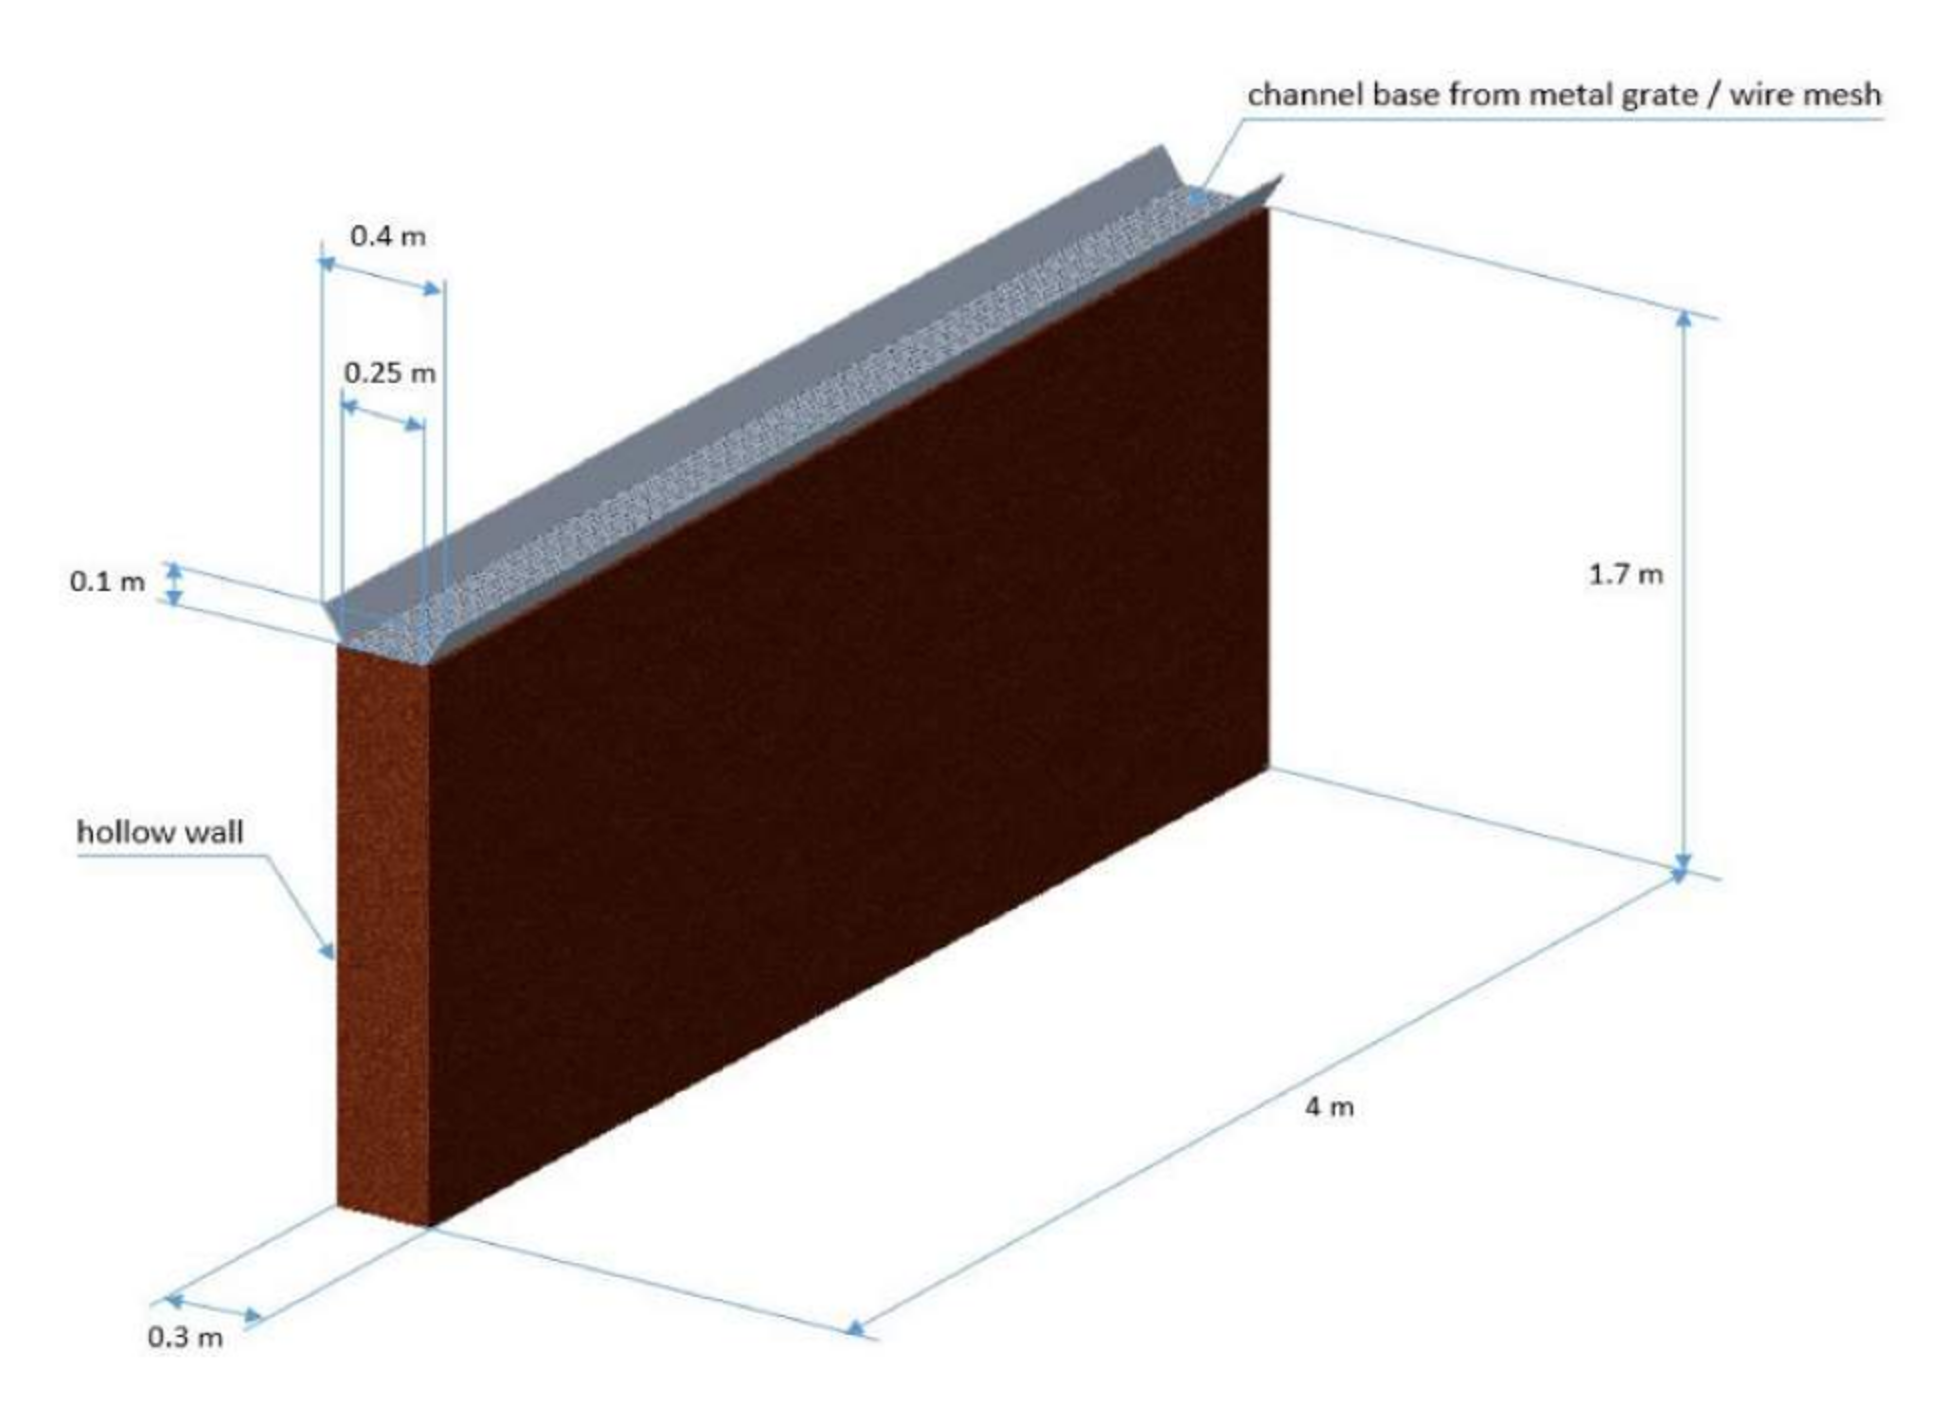 channel base from metal grate / wire mesh
0.4 m
0.25 m
0.1 m
1.7 m
hollow wall
4 m
0.3 m